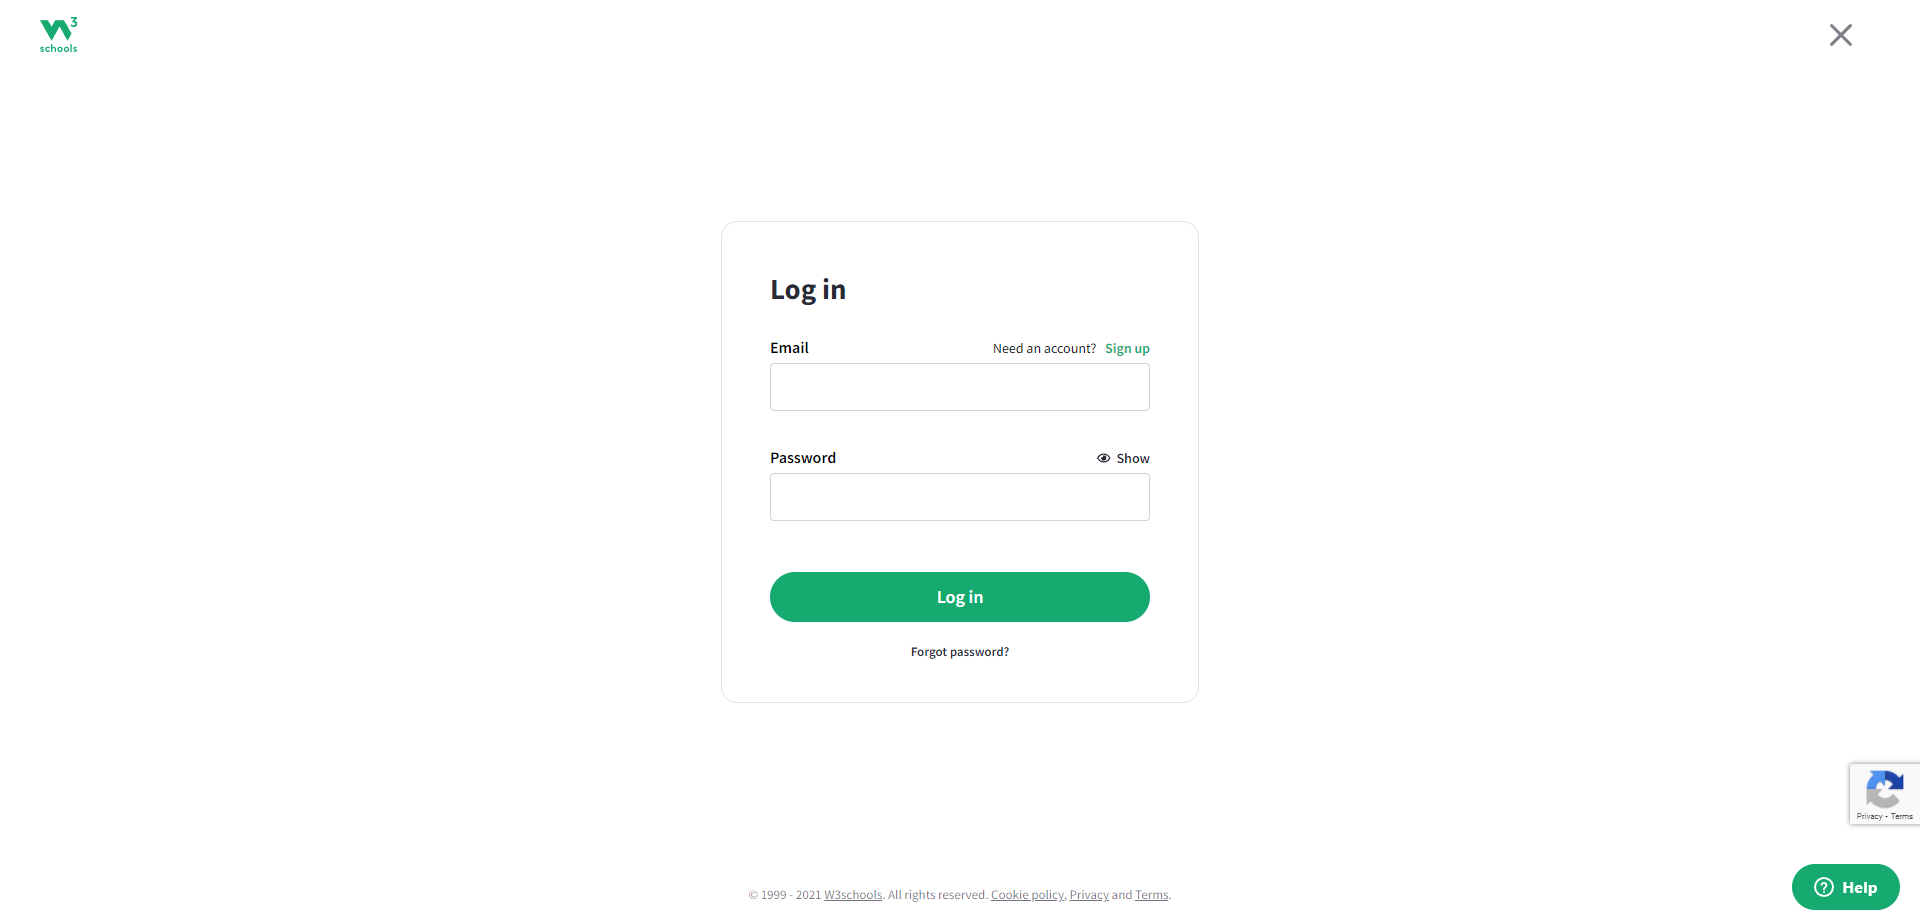 W3
schools
Log in
Email
Need an account? Sign up
Password
Show
Log in
Forgot password?
Privacy - Terms
Help
© 1999 - 2021 W3schools. All rights reserved. Cookie policy, Privacy and Terms.